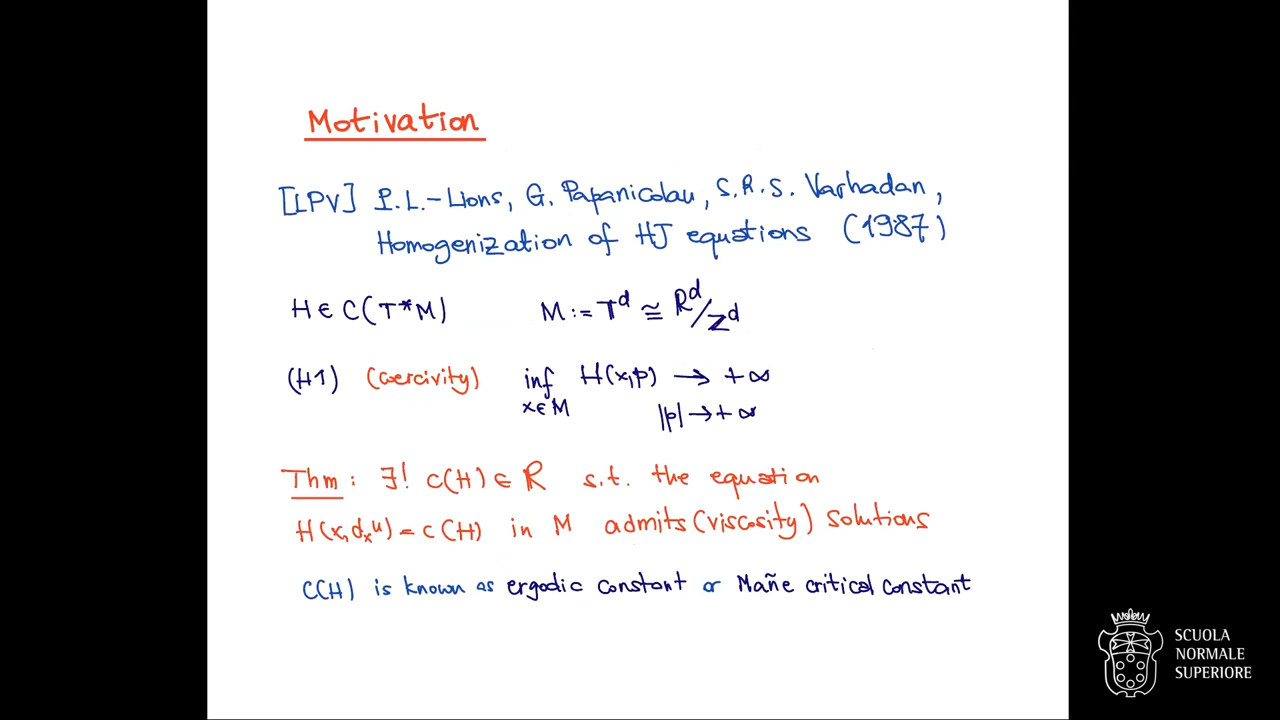 Motivation
[LPV] P.L.-Lions, G. Papanicolau, S.R.S. Varhadan,
Homogenization of HJ equations (1987)
H ∈ C(T*M) M := T^d ≅ R^d/Z^d
(H1) (coercivity) inf H(x,p) → +∞
x∈M |p|→+∞
Thm: ∃! c(H) ∈ R s.t. the equation
H(x,d_x u) = c(H) in M admits (viscosity) solutions
C(H) is known as ergodic constant or Mañe critical constant
SCUOLA
NORMALE
SUPERIORE